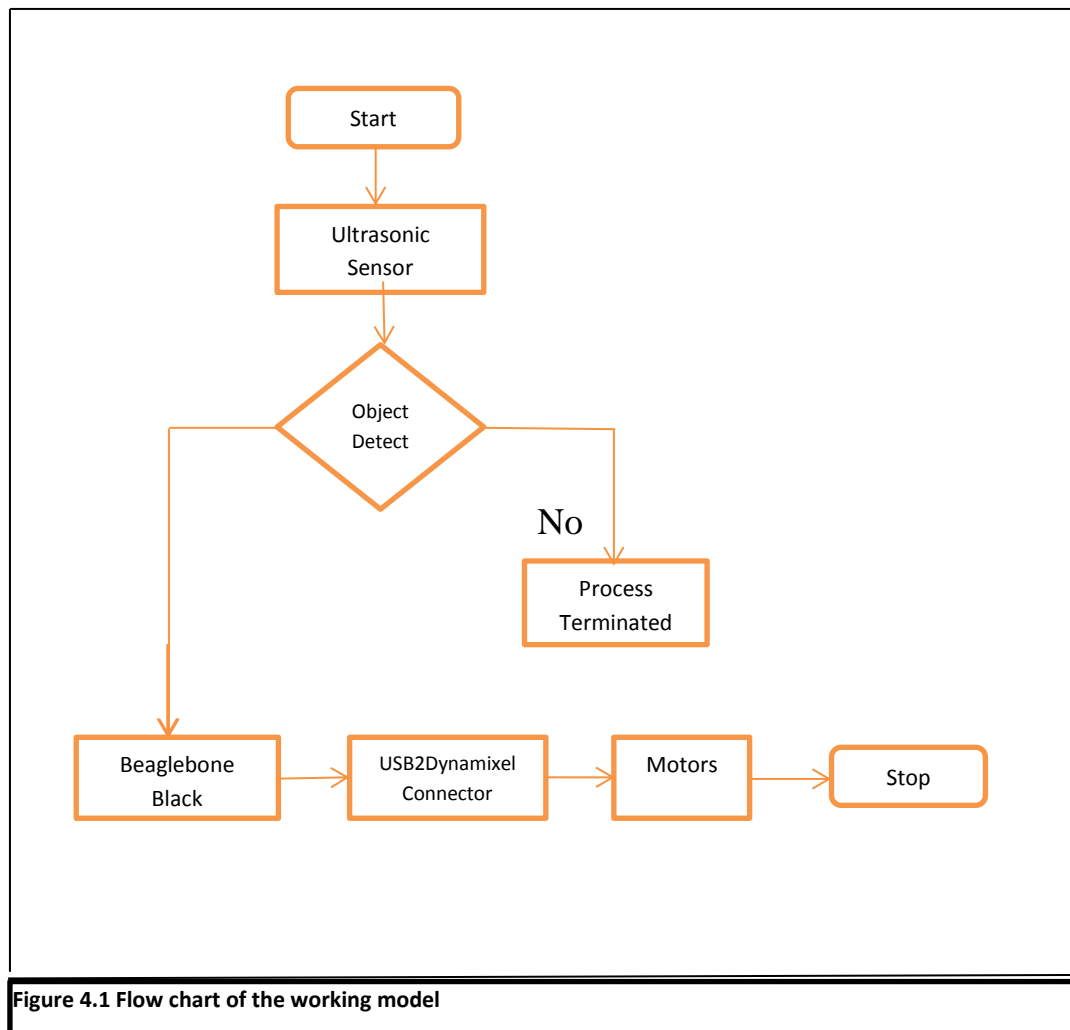 Start
Ultrasonic
Sensor
Object
Detect
No
Process
Terminated
Beaglebone
Black
USB2Dynamixel
Connector
Motors
Stop
Figure 4.1 Flow chart of the working model